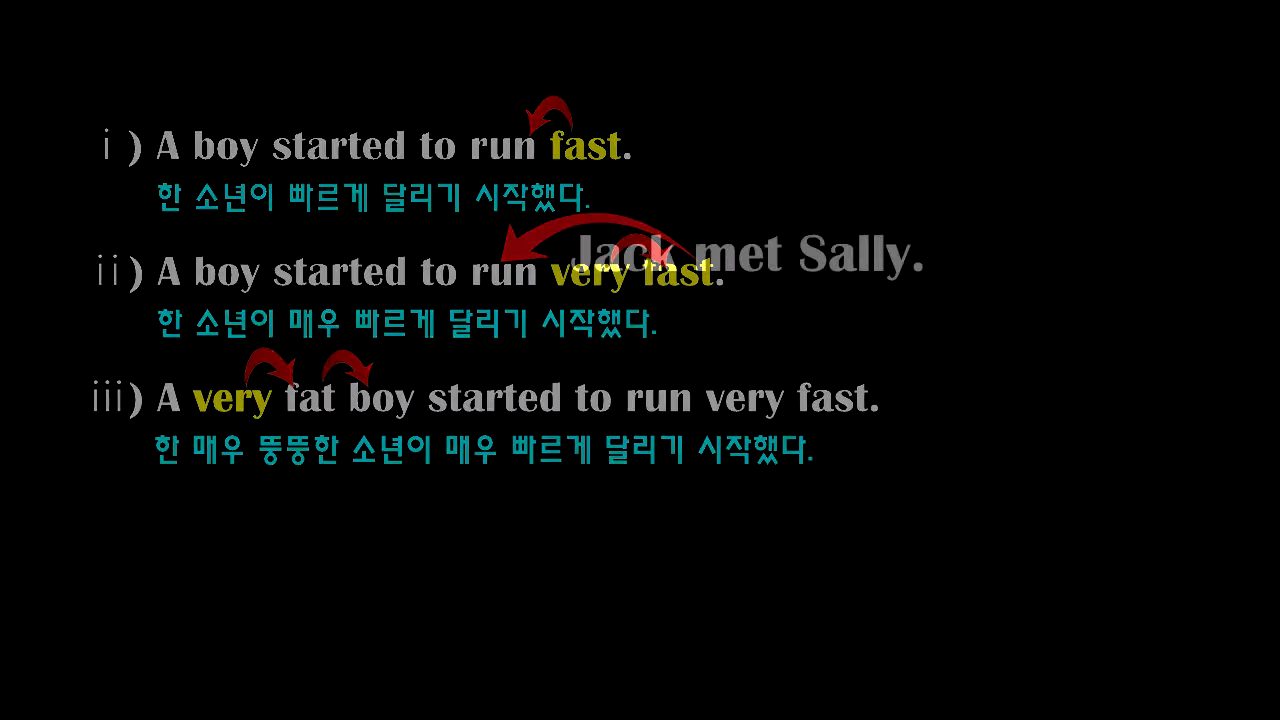 i) A boy started to run fast.
한 소년이 빠르게 달리기 시작했다.
Jack met Sally.
ii) A boy started to run very fast.
한 소년이 매우 빠르게 달리기 시작했다.
iii) A very fat boy started to run very fast.
한 매우 뚱뚱한 소년이 매우 빠르게 달리기 시작했다.